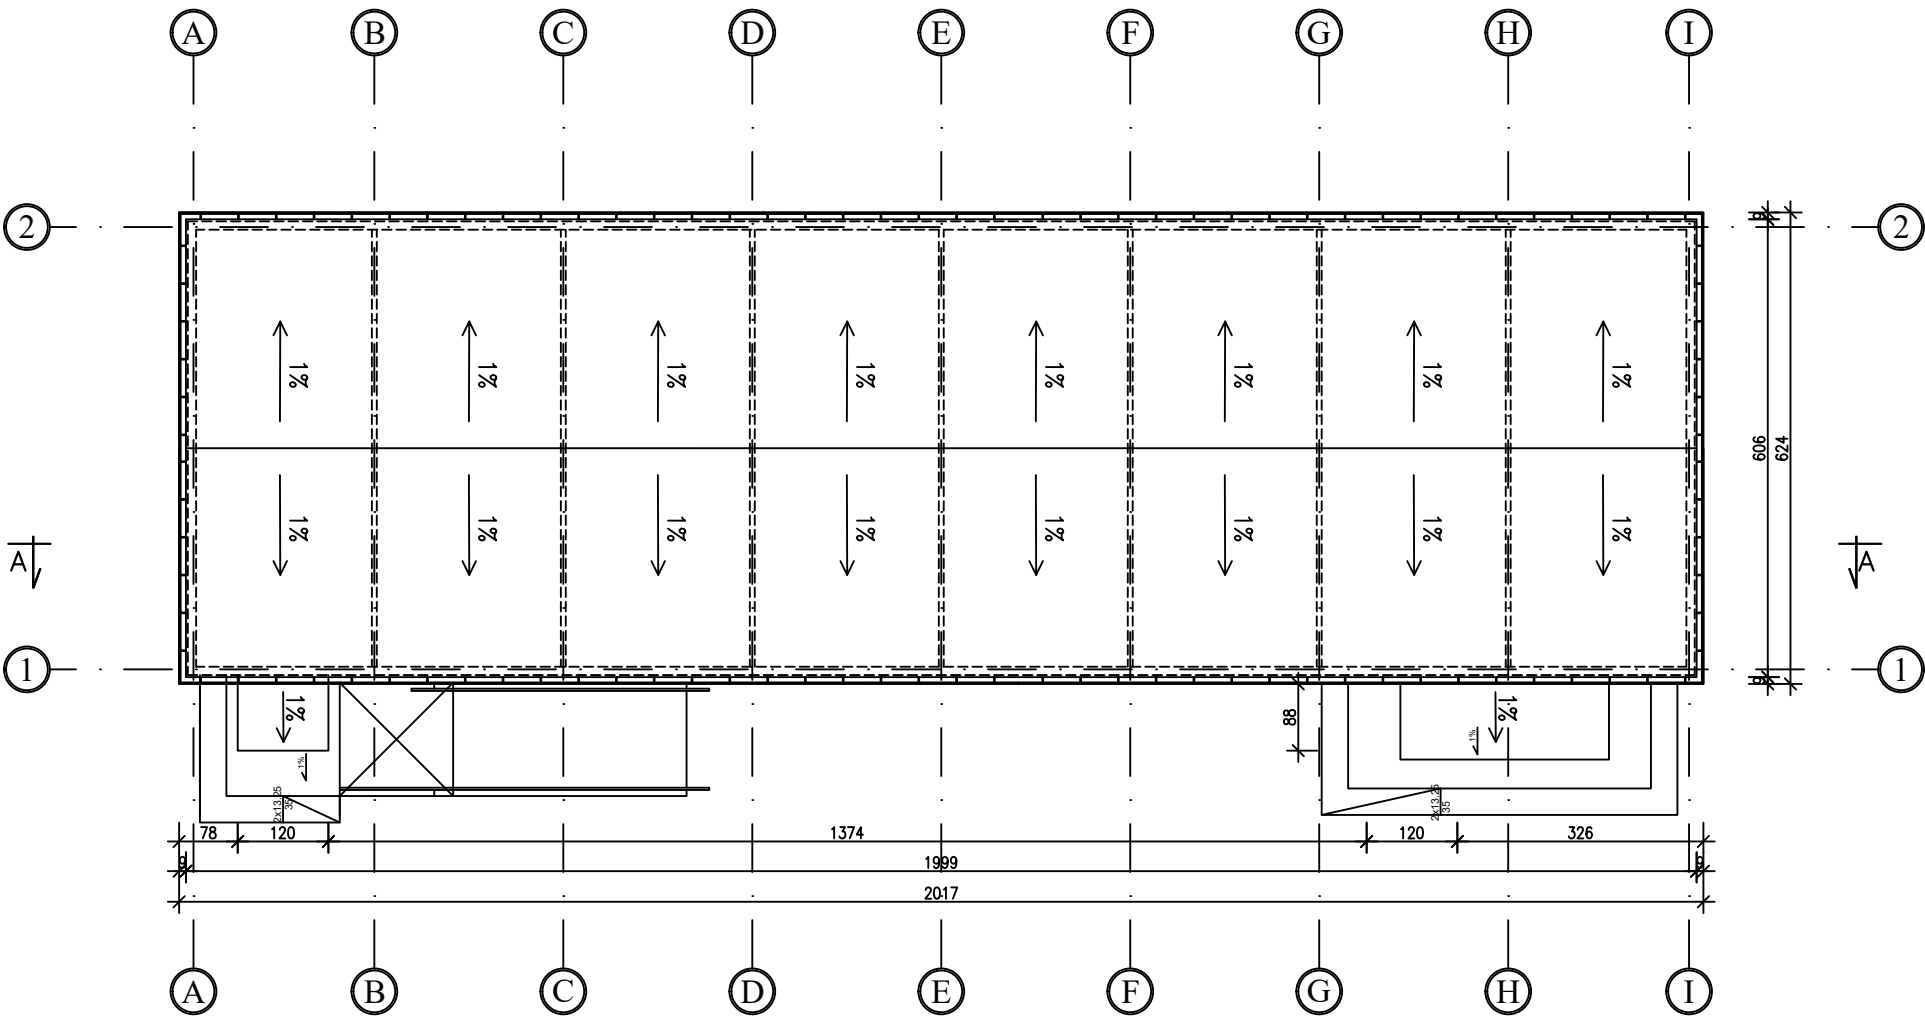 A B C D E F G H I
2 2
9
1% 1% 1% 1% 1% 1% 1% 1%
606 624
1% 1% 1% 1% 1% 1% 1% 1%
A A
1 1
9
1%
1%
88
1%
1%
2x13.25
35
2x13.25
35
78 120 1374 120 326
9 1999 9
2017
A B C D E F G H I